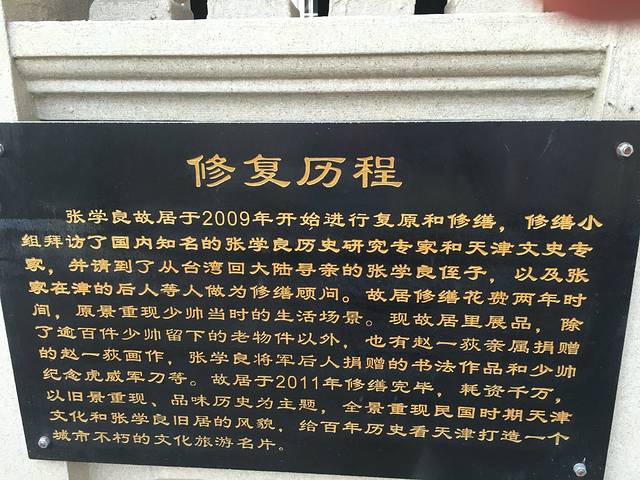 修复历程
张学良故居于2009年开始进行复原和修缮，修缮小
组拜访了国内知名的张学良历史研究专家和天津文史专
家，并请到了从台湾回大陆寻亲的张学良侄子，以及张
家在津的后人等人做为修缮顾问。故居修缮花费两年时
间，原景重现少帅当时的生活场景。现故居里展品，除
了逾百件少帅留下的老物件以外，也有赵一荻亲属捐赠
的赵一荻画作，张学良将军后人捐赠的书法作品和少帅
纪念虎威军刀等。故居于2011年修缮完毕，耗资千万，
以旧景重现、品味历史为主题，全景重现民国时期天津
文化和张学良旧居的风貌，给百年历史看天津打造一个
城市不朽的文化旅游名片。